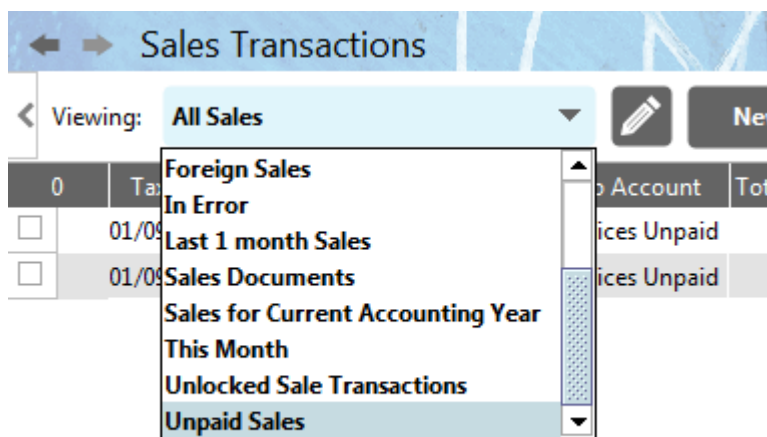 Sales Transactions
Viewing: All Sales Ne
0 Ta Account Tot
Foreign Sales
In Error
01/09 ices Unpaid
Last 1 month Sales
01/09 Sales Documents ices Unpaid
Sales for Current Accounting Year
This Month
Unlocked Sale Transactions
Unpaid Sales